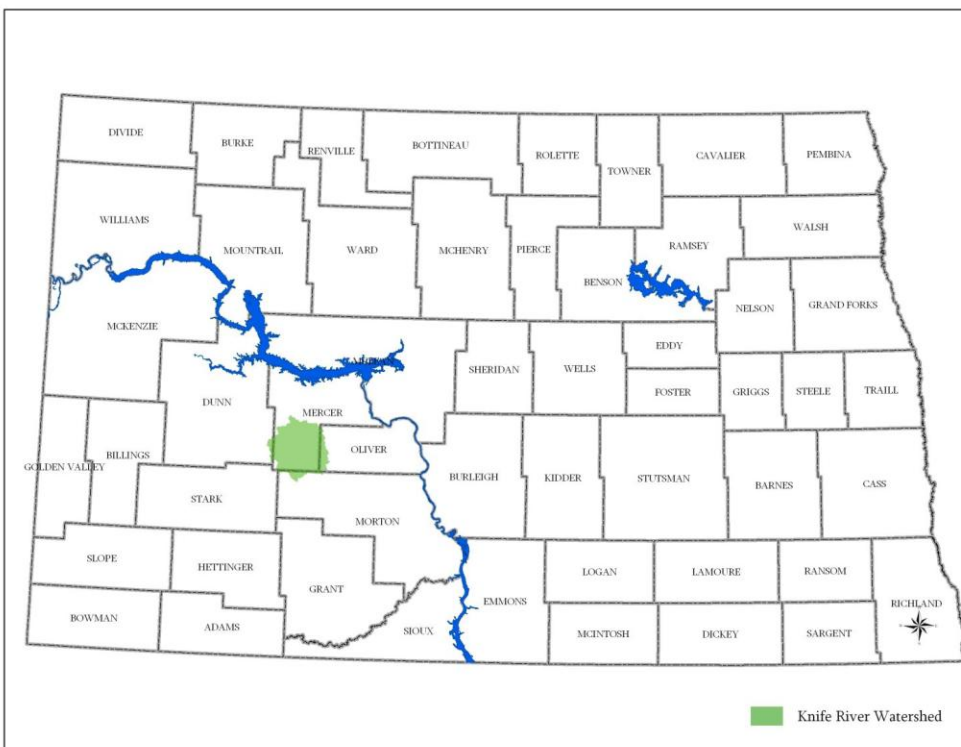 DIVIDE
BURKE
RENVILLE
BOTTINEAU
ROLETTE
TOWNER
CAVALIER
PEMBINA
WILLIAMS
MOUNTRAIL
WARD
MCHENRY
PIERCE
BENSON
RAMSEY
WALSH
NELSON
GRAND FORKS
MCKENZIE
DUNN
MERCER
OLIVER
SHERIDAN
WELLS
EDDY
FOSTER
GRIGGS
STEELE
TRAILL
GOLDEN VALLEY
BILLINGS
STARK
MORTON
BURLEIGH
KIDDER
STUTSMAN
BARNES
CASS
SLOPE
HETTINGER
GRANT
BOWMAN
ADAMS
SIOUX
EMMONS
LOGAN
LAMOURE
RANSOM
RICHLAND
MCINTOSH
DICKEY
SARGENT
Knife River Watershed